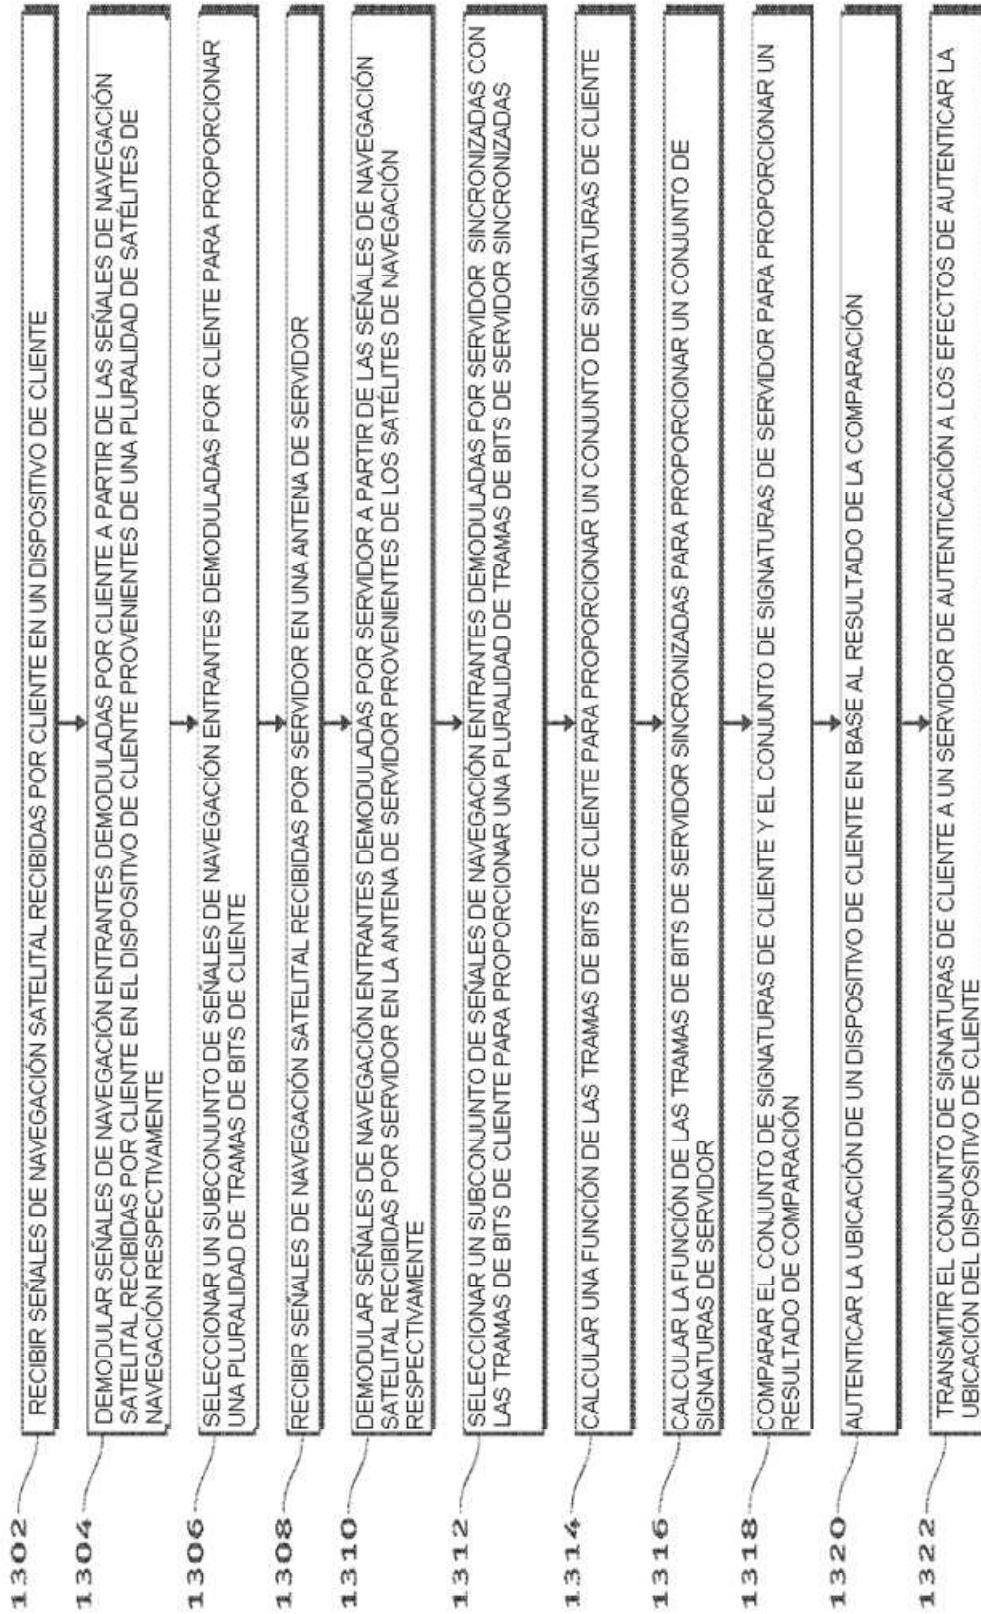 1302
RECIBIR SEÑALES DE NAVEGACIÓN SATELITAL RECIBIDAS POR CLIENTE EN UN DISPOSITIVO DE CLIENTE
1304
DEMODULAR SEÑALES DE NAVEGACIÓN ENTRANTES DEMODULADAS POR CLIENTE A PARTIR DE LAS SEÑALES DE NAVEGACIÓN
SATELITAL RECIBIDAS POR CLIENTE EN EL DISPOSITIVO DE CLIENTE PROVENIENTES DE UNA PLURALIDAD DE SATÉLITES DE
NAVEGACIÓN RESPECTIVAMENTE
1306
SELECCIONAR UN SUBCONJUNTO DE SEÑALES DE NAVEGACIÓN ENTRANTES DEMODULADAS POR CLIENTE PARA PROPORCIONAR
UNA PLURALIDAD DE TRAMAS DE BITS DE CLIENTE
1308
RECIBIR SEÑALES DE NAVEGACIÓN SATELITAL RECIBIDAS POR SERVIDOR EN UNA ANTENA DE SERVIDOR
1310
DEMODULAR SEÑALES DE NAVEGACIÓN ENTRANTES DEMODULADAS POR SERVIDOR A PARTIR DE LAS SEÑALES DE NAVEGACIÓN
SATELITAL RECIBIDAS POR SERVIDOR EN LA ANTENA DE SERVIDOR PROVENIENTES DE LOS SATÉLITES DE NAVEGACIÓN
RESPECTIVAMENTE
1312
SELECCIONAR UN SUBCONJUNTO DE SEÑALES DE NAVEGACIÓN ENTRANTES DEMODULADAS POR SERVIDOR SINCRONIZADAS CON
LAS TRAMAS DE BITS DE CLIENTE PARA PROPORCIONAR UNA PLURALIDAD DE TRAMAS DE BITS DE SERVIDOR SINCRONIZADAS
1314
CALCULAR UNA FUNCIÓN DE LAS TRAMAS DE BITS DE CLIENTE PARA PROPORCIONAR UN CONJUNTO DE SIGNATURAS DE CLIENTE
1316
CALCULAR LA FUNCIÓN DE LAS TRAMAS DE BITS DE SERVIDOR SINCRONIZADAS PARA PROPORCIONAR UN CONJUNTO DE
SIGNATURAS DE SERVIDOR
1318
COMPARAR EL CONJUNTO DE SIGNATURAS DE CLIENTE Y EL CONJUNTO DE SIGNATURAS DE SERVIDOR PARA PROPORCIONAR UN
RESULTADO DE COMPARACIÓN
1320
AUTENTICAR LA UBICACIÓN DE UN DISPOSITIVO DE CLIENTE EN BASE AL RESULTADO DE LA COMPARACIÓN
1322
TRANSMITIR EL CONJUNTO DE SIGNATURAS DE CLIENTE A UN SERVIDOR DE AUTENTICACIÓN A LOS EFECTOS DE AUTENTICAR LA
UBICACIÓN DEL DISPOSITIVO DE CLIENTE